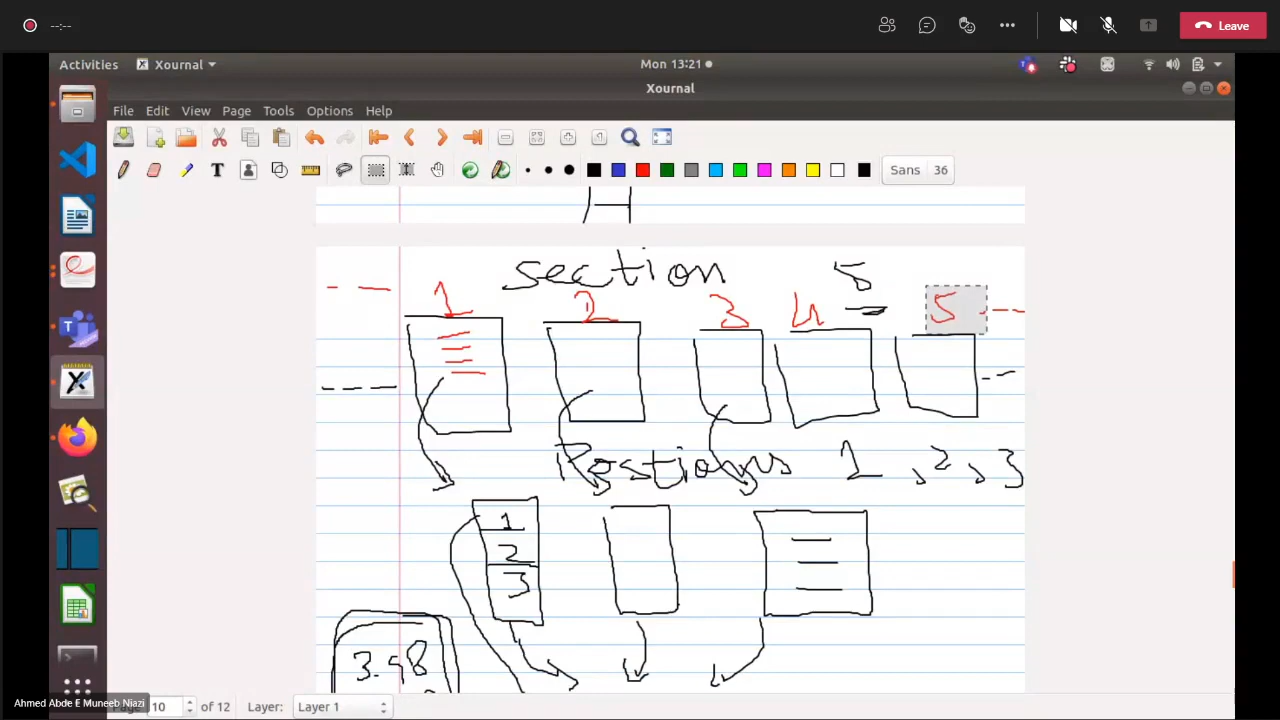 --:--
Leave
Activities Xournal Mon 13:21
Xournal
File Edit View Page Tools Options Help
Sans 36
H
section 5
1 2 3 4 5
1, 2, 3
1
2
3
3.98
Ahmed Abde E Muneeb Niazi
10 of 12 Layer: Layer 1